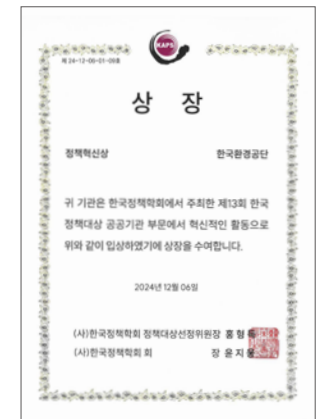 KAPS
제 24-12-06-01-09호
상 장
정책혁신상 한국환경공단
귀 기관은 한국정책학회에서 주최한 제13회 한국
정책대상 공공기관 부문에서 혁신적인 활동으로
위와 같이 입상하였기에 상장을 수여합니다.
2024년 12월 06일
(사)한국정책학회 정책대상선정위원장 홍 형
(사)한국정책학회 회 장 윤 지